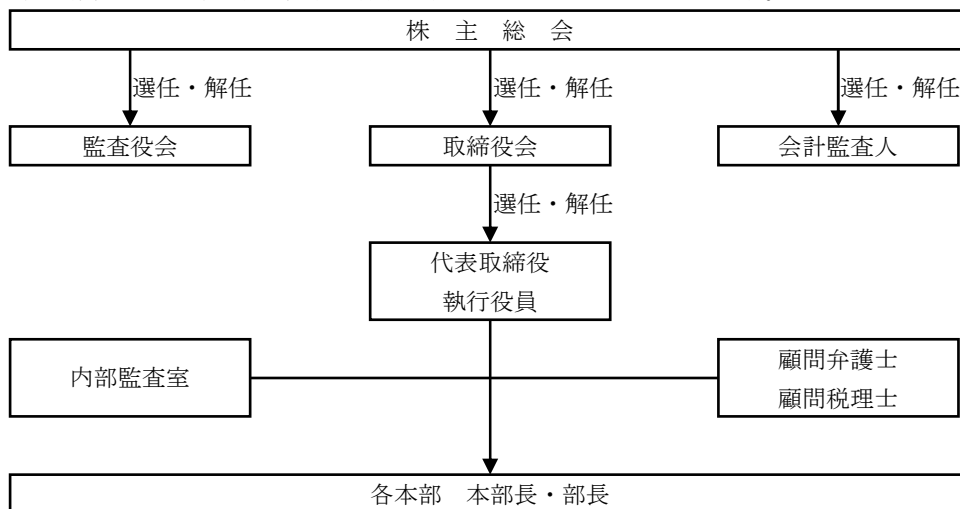 株　主　総　会
選任・解任
選任・解任
選任・解任
監査役会
取締役会
会計監査人
選任・解任
代表取締役
執行役員
内部監査室
顧問弁護士
顧問税理士
各本部　本部長・部長